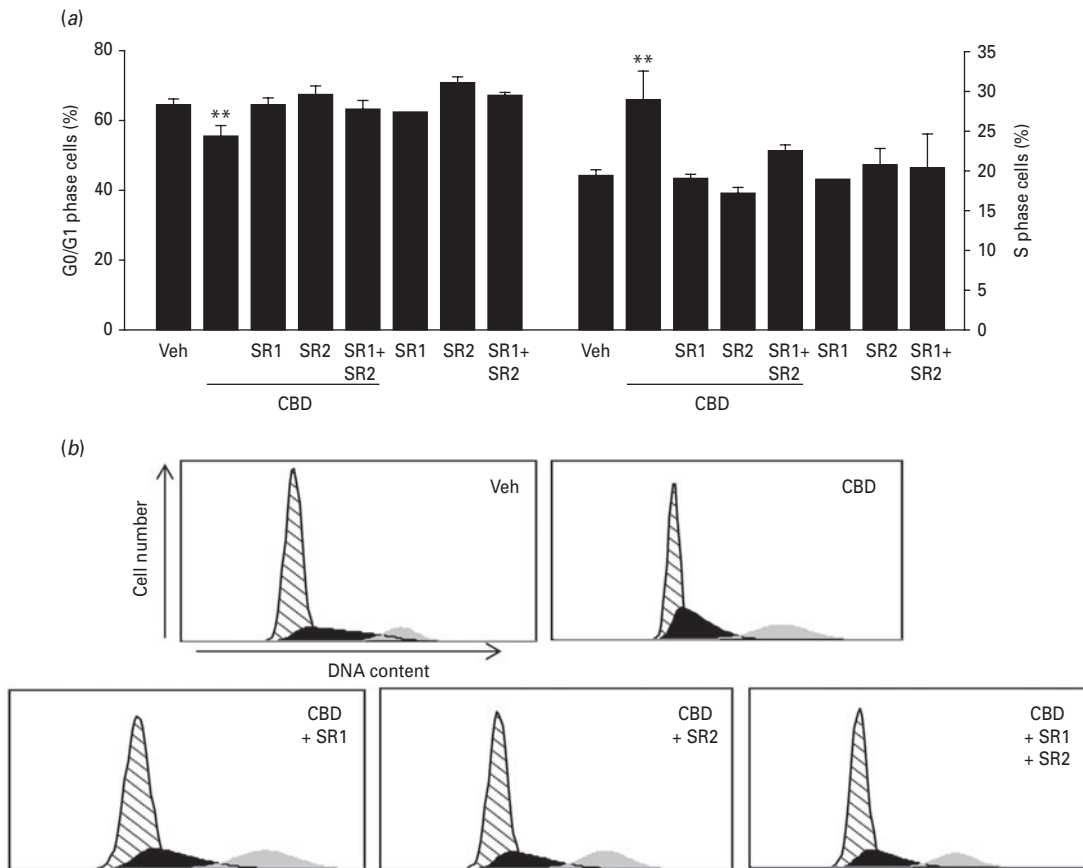 (a)
80
60
40
20
0
G0/G1 phase cells (%)
**
**
35
30
25
20
15
10
5
0
S phase cells (%)
Veh
SR1
SR2
SR1+
SR2
SR1
SR2
SR1+
SR2
CBD
Veh
SR1
SR2
SR1+
SR2
SR1
SR2
SR1+
SR2
CBD
(b)
Cell number
Veh
DNA content
CBD
CBD
+ SR1
CBD
+ SR2
CBD
+ SR1
+ SR2